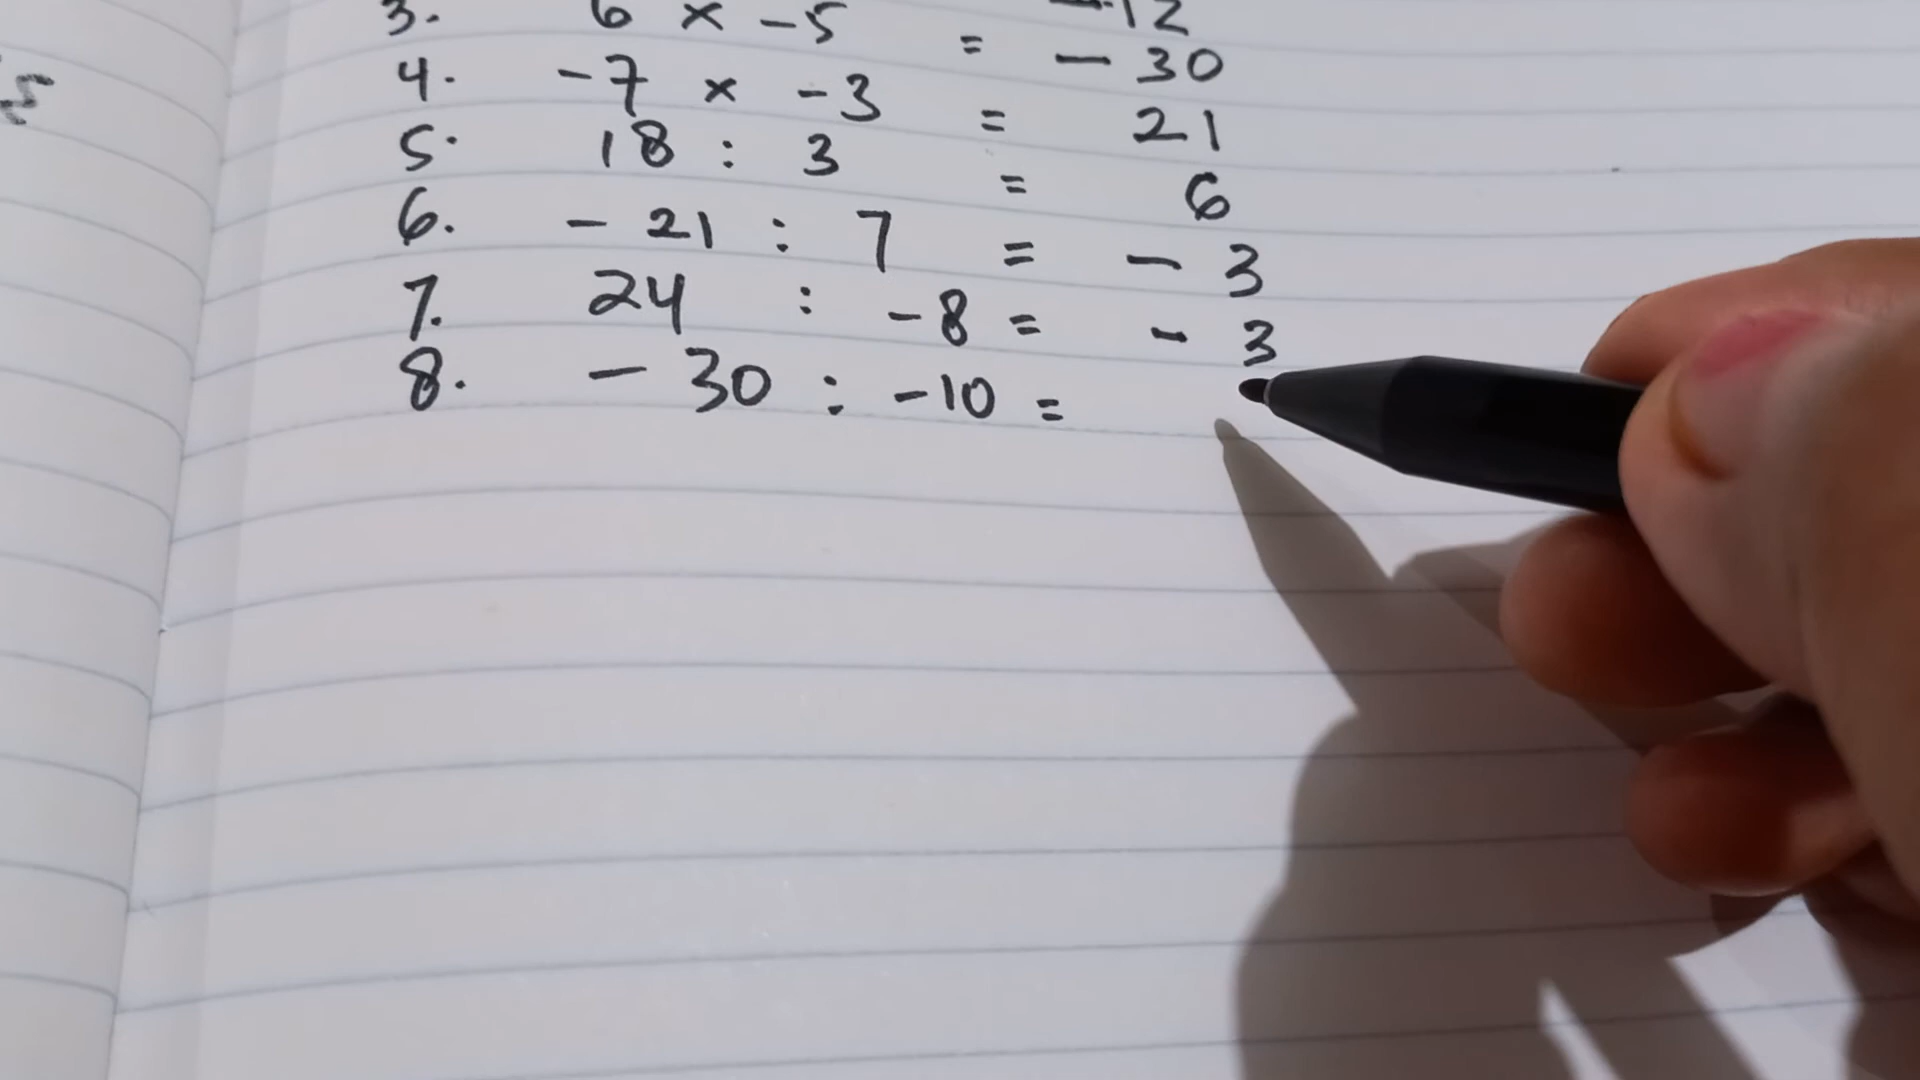 -12
3. 6 × -5 = -30
4. -7 × -3 = 21
5. 18 : 3 = 6
6. -21 : 7 = -3
7. 24 : -8 = -3
8. -30 : -10 =